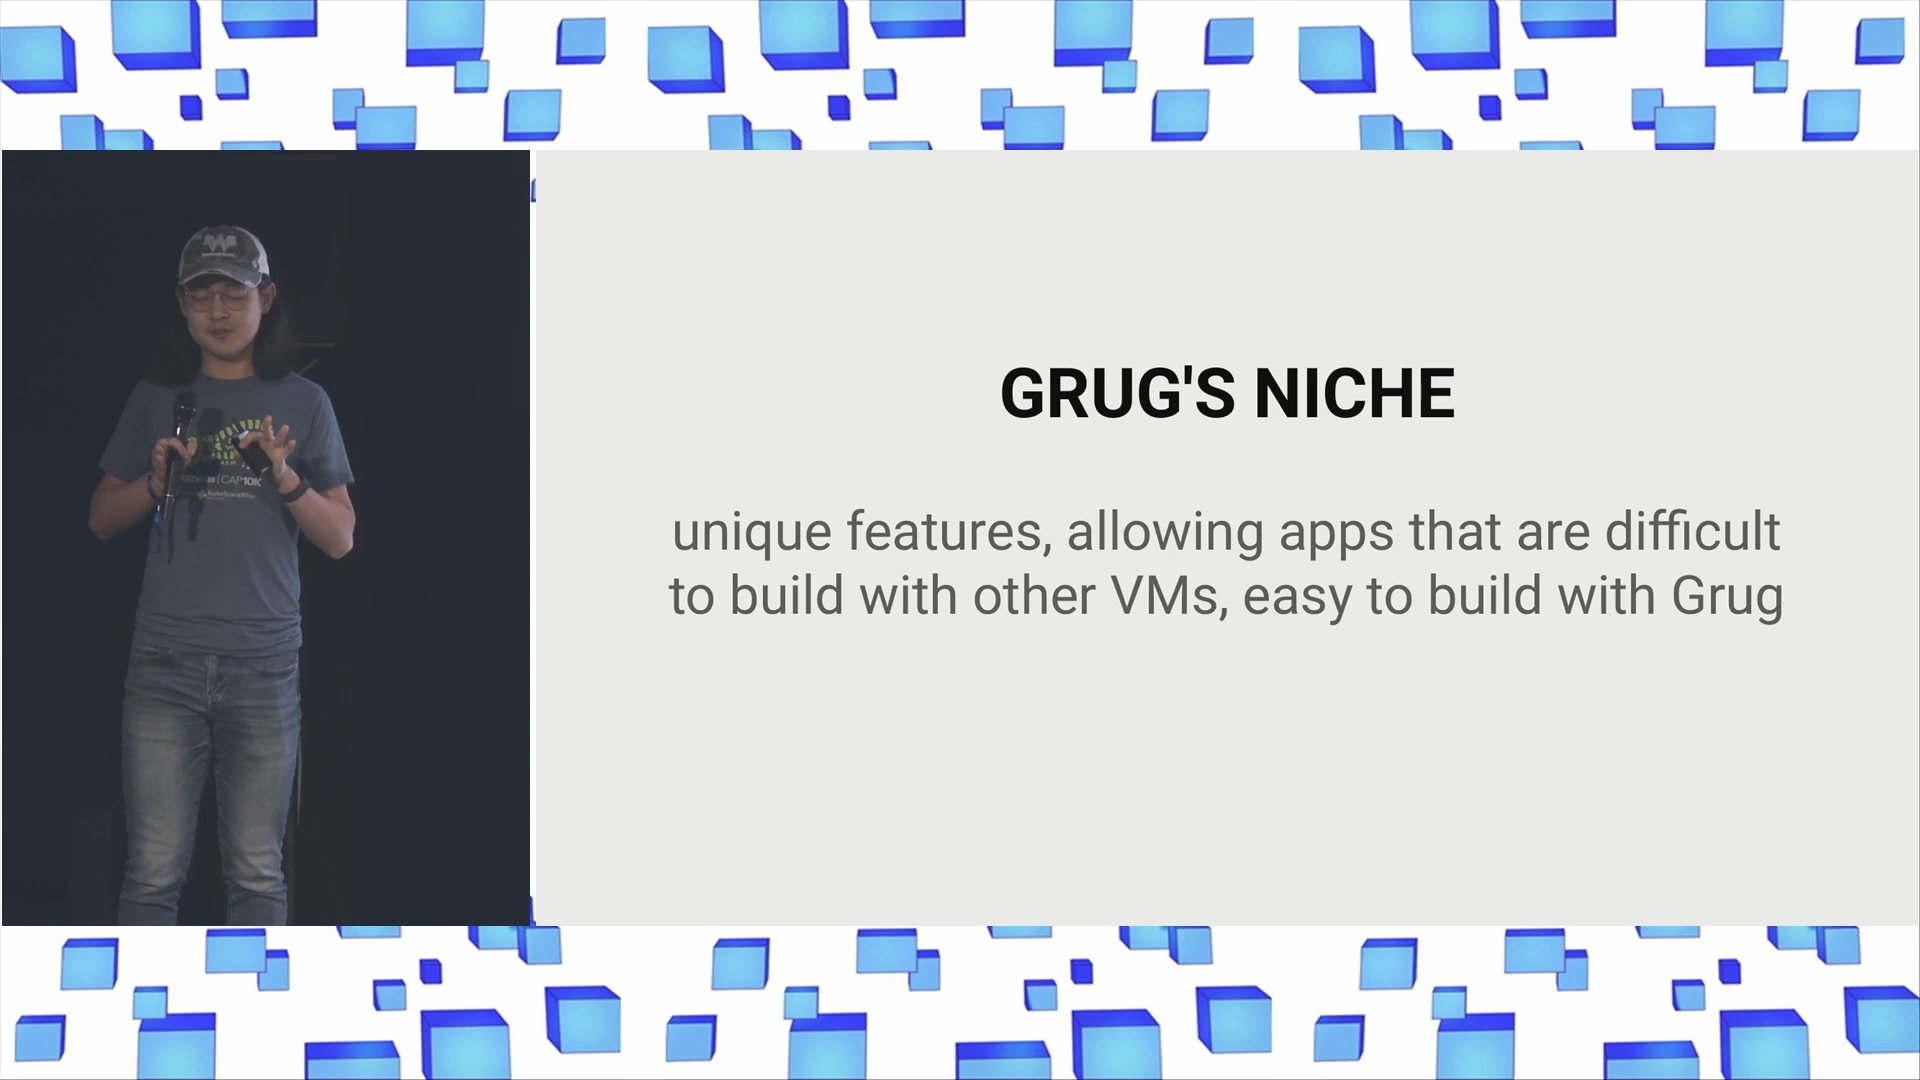 GRUG'S NICHE
unique features, allowing apps that are difficult
to build with other VMs, easy to build with Grug
CAP10K